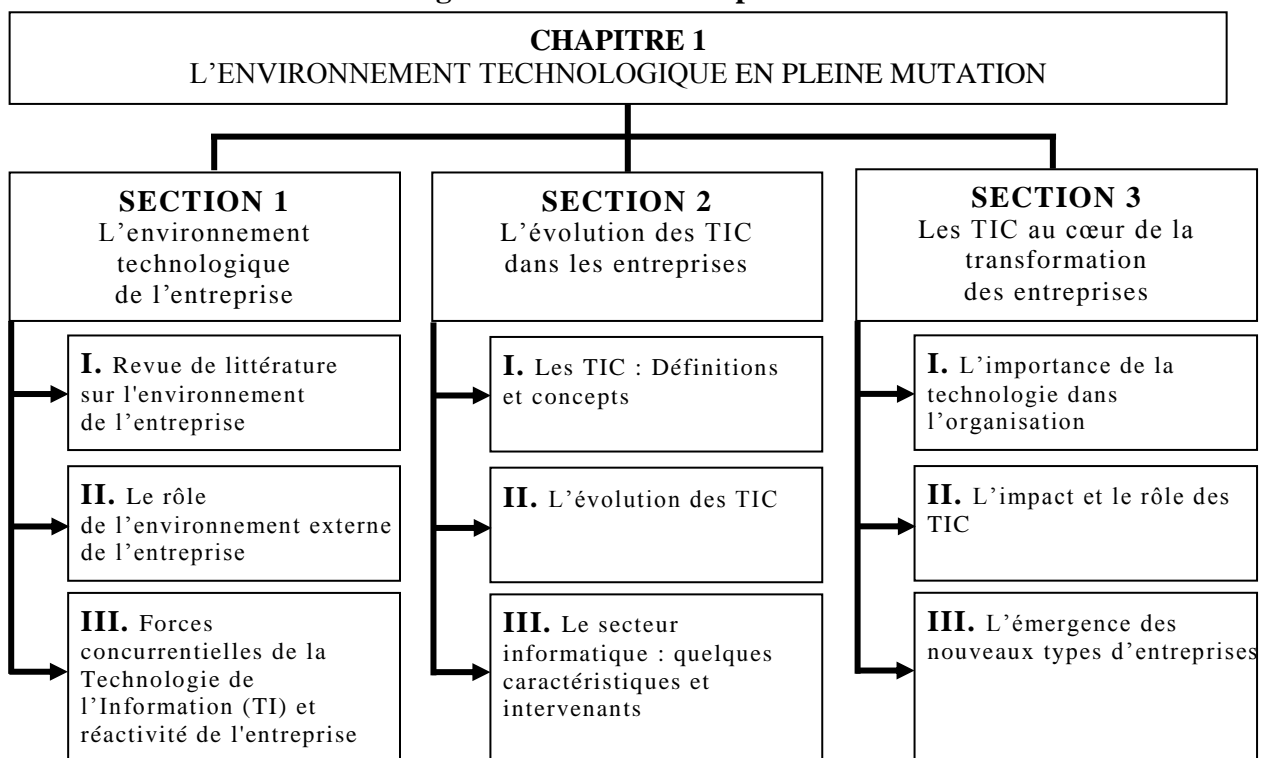 CHAPITRE 1
L’ENVIRONNEMENT TECHNOLOGIQUE EN PLEINE MUTATION
SECTION 1
L’environnement
technologique
de l’entreprise
I. Revue de littérature
sur l'environnement
de l’entreprise
II. Le rôle
de l’environnement externe
de l’entreprise
III. Forces
concurrentielles de la
Technologie de
l’Information (TI) et
réactivité de l'entreprise
SECTION 2
L’évolution des TIC
dans les entreprises
I. Les TIC : Définitions
et concepts
II. L’évolution des TIC
III. Le secteur
informatique : quelques
caractéristiques et
intervenants
SECTION 3
Les TIC au cœur de la
transformation
des entreprises
I. L’importance de la
technologie dans
l’organisation
II. L’impact et le rôle des
TIC
III. L’émergence des
nouveaux types d’entreprises